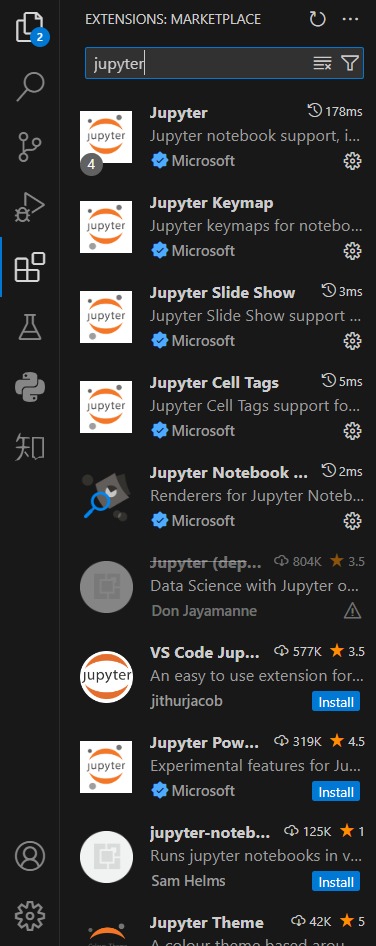 EXTENSIONS: MARKETPLACE
2
jupyter
Jupyter 178ms
Jupyter notebook support, i...
Microsoft
4
jupyter
Jupyter Keymap
Jupyter keymaps for notebo...
Microsoft
jupyter
Jupyter Slide Show 3ms
Jupyter Slide Show support ...
Microsoft
jupyter
Jupyter Cell Tags 5ms
Jupyter Cell Tags support fo...
Microsoft
jupyter
知
Jupyter Notebook ... 2ms
Renderers for Jupyter Noteb...
Microsoft
Jupyter (dep... 804K 3.5
Data Science with Jupyter o...
Don Jayamanne
VS Code Jup... 577K 3.5
An easy to use extension for...
jithurjacob Install
jupyter
Jupyter Pow... 319K 4.5
Experimental features for Ju...
Microsoft Install
jupyter
jupyter-noteb... 125K 1
Runs jupyter notebooks in v...
Sam Helms Install
Jupyter Theme 42K 5